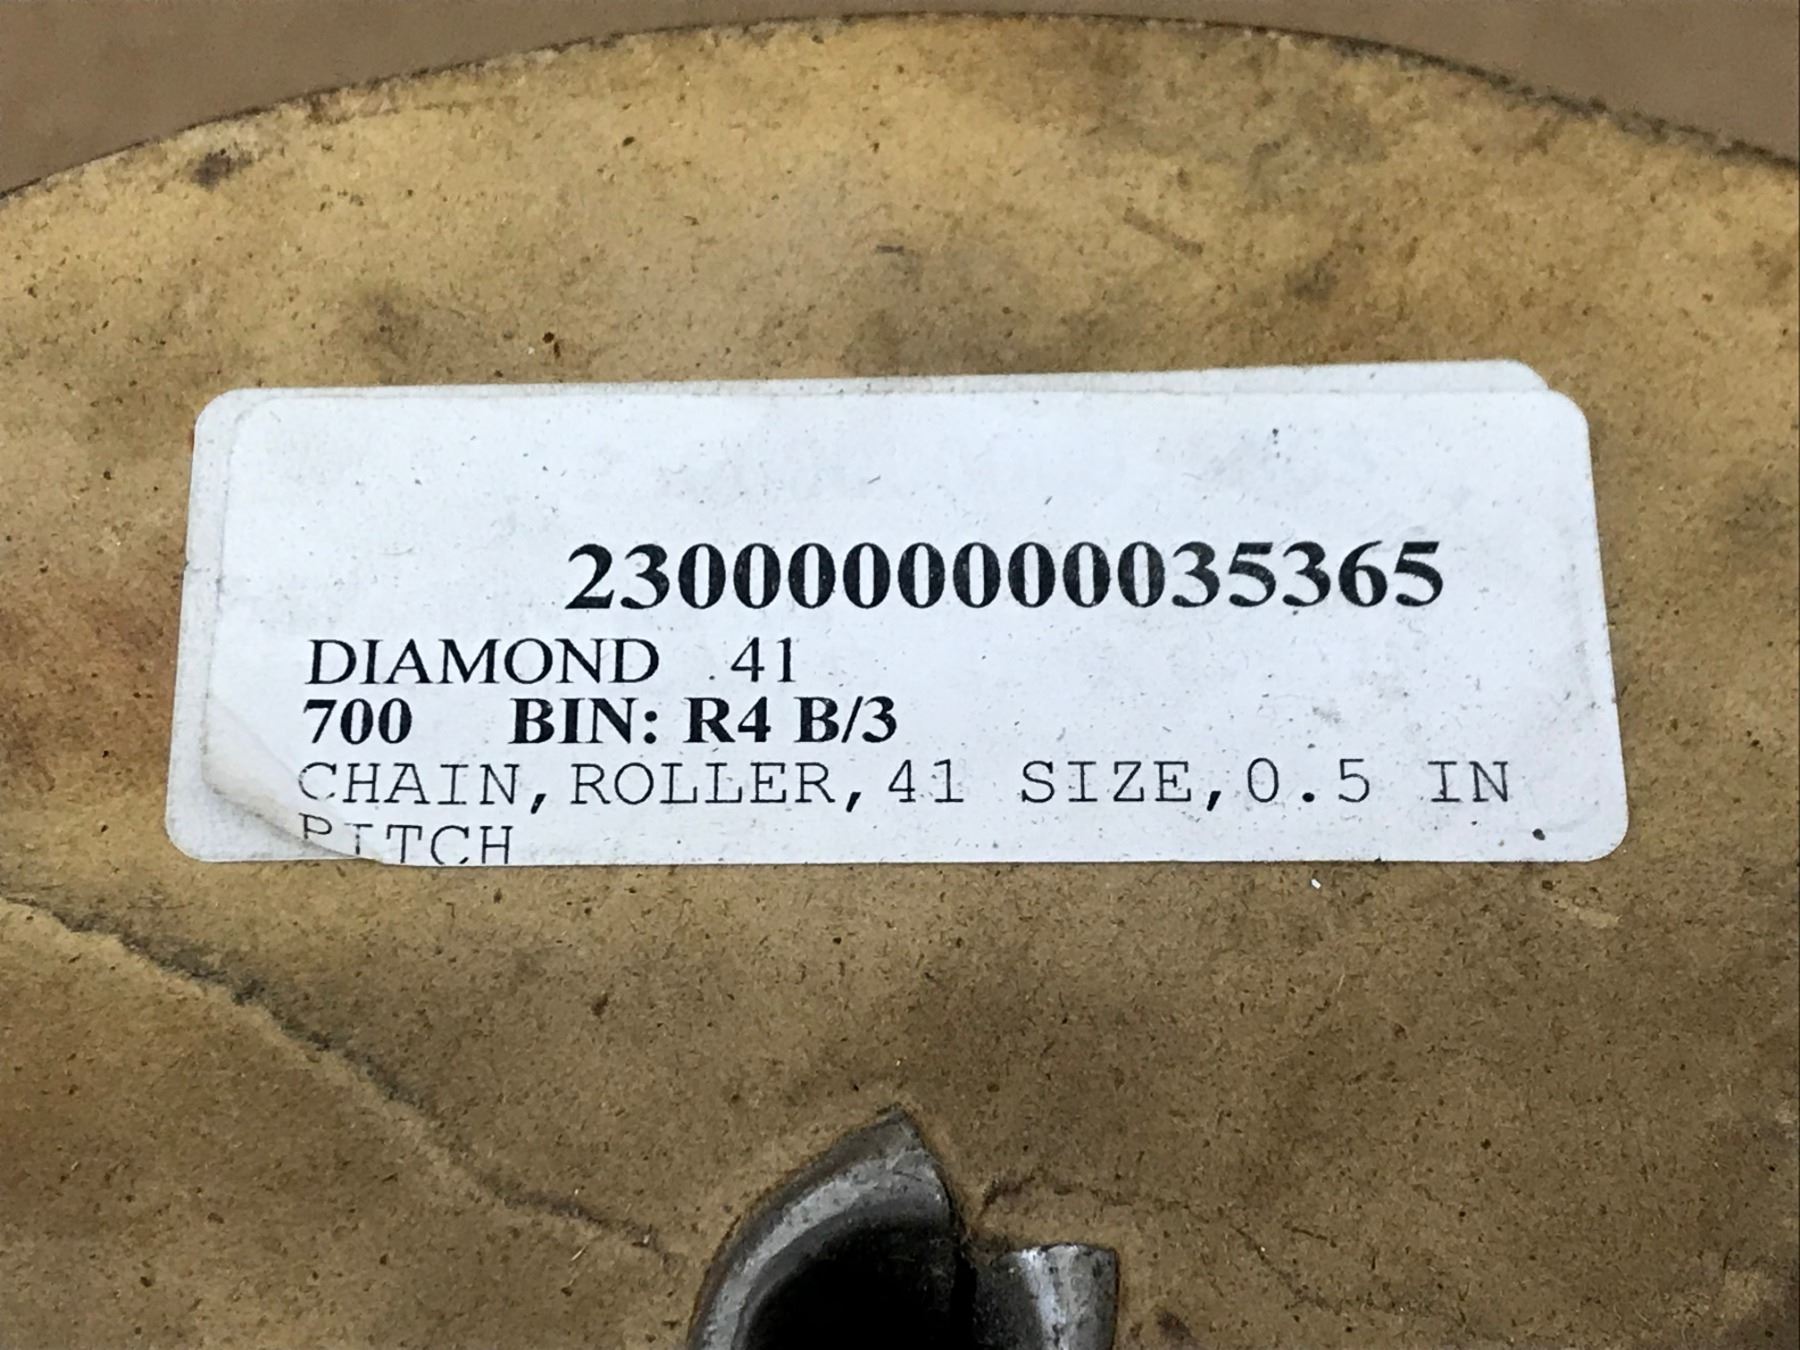 2300000000035365
DIAMOND 41
700 BIN: R4 B/3
CHAIN,ROLLER,41 SIZE,0.5 IN
PITCH